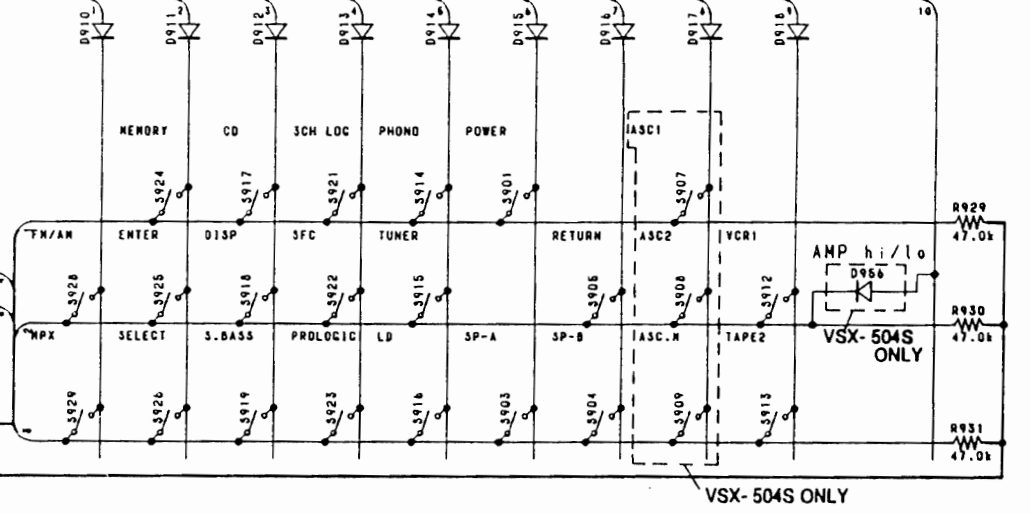 1 2 3 4 5 6 7 8 10
D910 D911 D912 D913 D914 D915 D916 D917 D918
MEMORY CD 3CH LOG PHONO POWER ASC1
S924 S917 S921 S914 S901 S907
R929
FM/AM ENTER DISP SFC TUNER RETURN ASC2 VCR1 47.0k
AMP hi/lo
D956
S928 S925 S918 S922 S915 S905 S908 S912
R930
2
MPX SELECT S.BASS PROLOGIC LD SP-A SP-B ASC.M TAPE2 47.0k
VSX- 504S
ONLY
S929 S926 S919 S923 S916 S903 S904 S909 S913
R931
47.0k
VSX- 504S ONLY